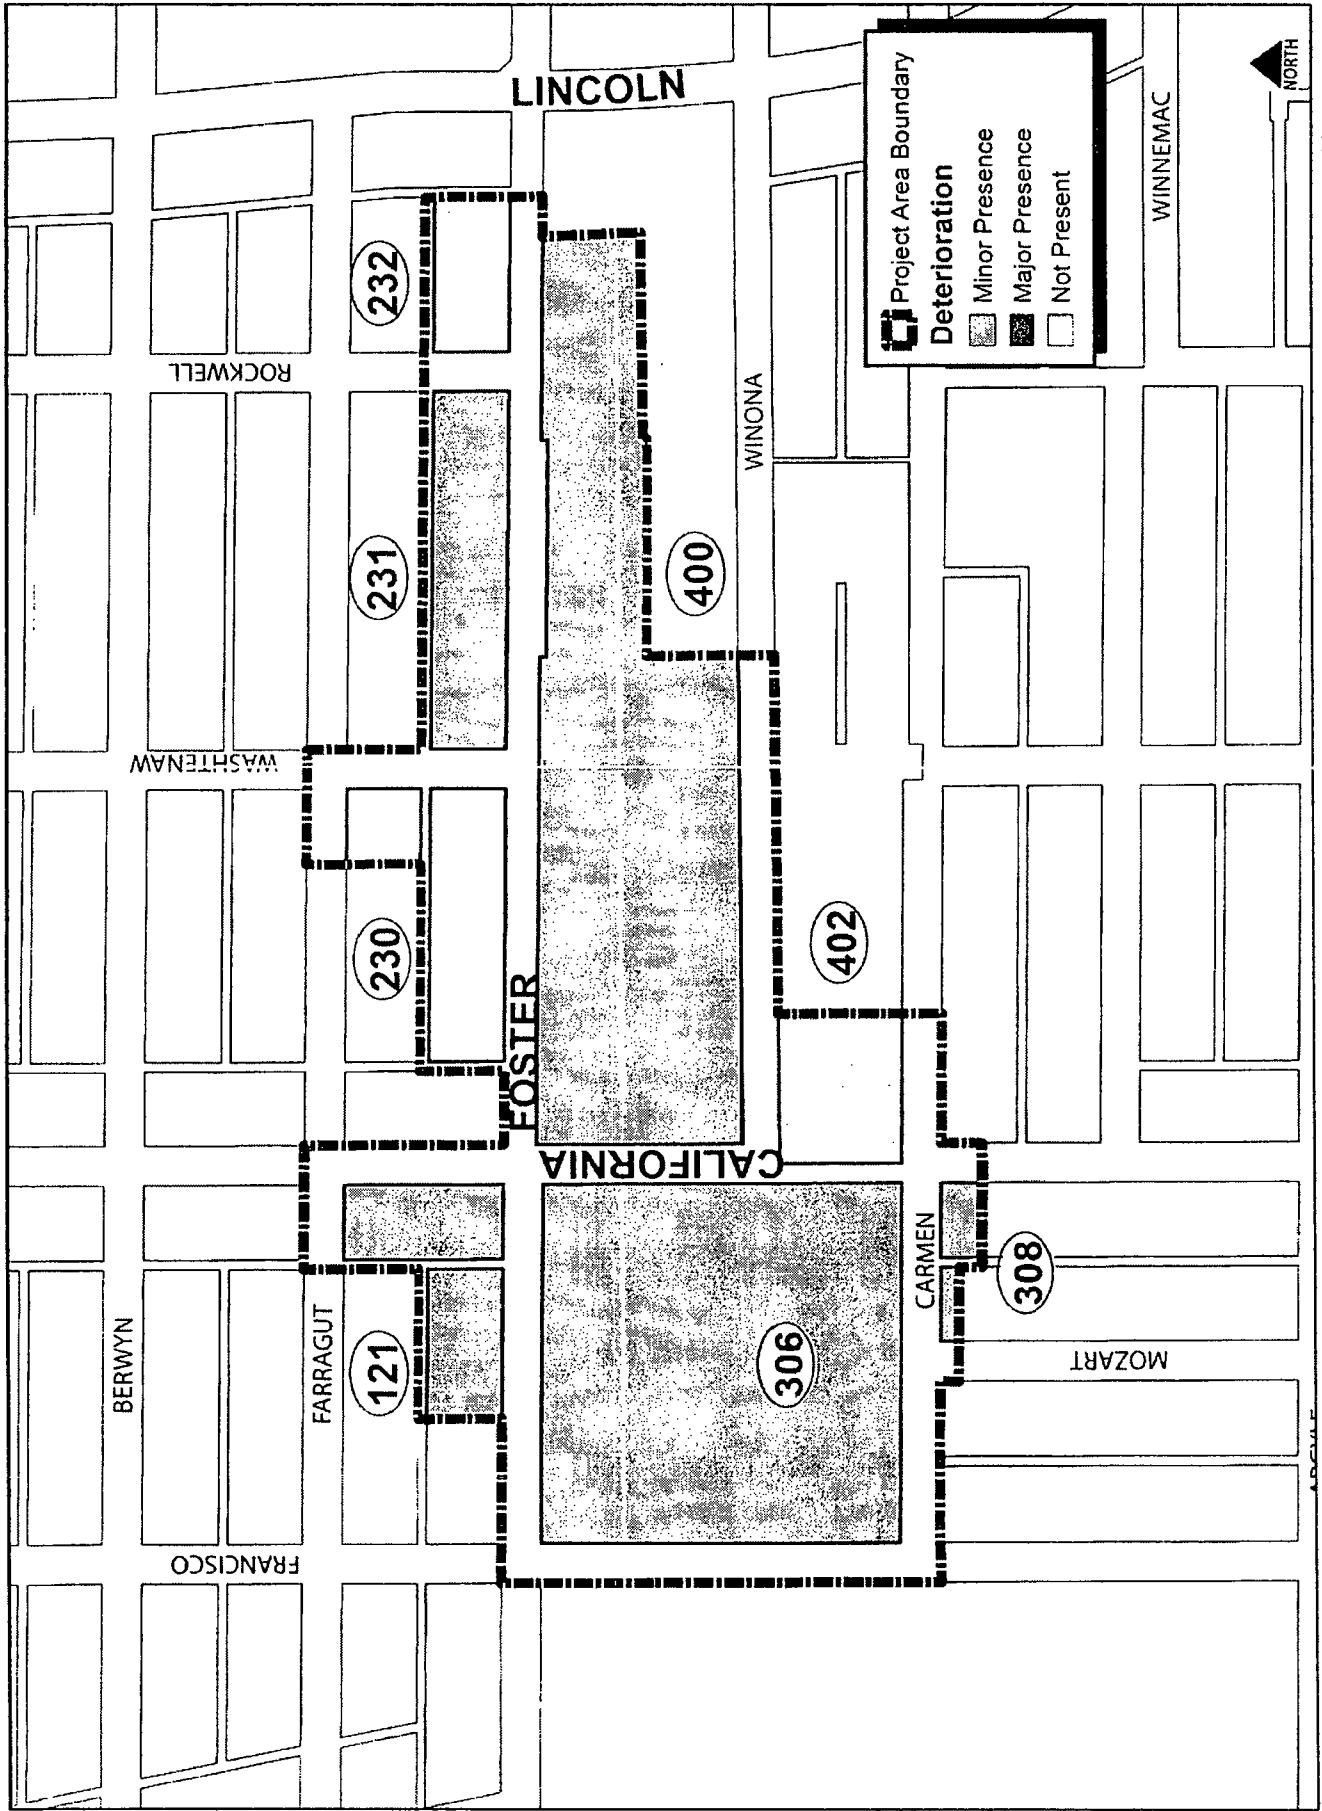 BERWYN
FARRAGUT
FRANCISCO
WASHTENAW
ROCKWELL
121
230
231
232
FOSTER
LINCOLN
CALIFORNIA
306
400
402
WINONA
CARMEN
308
MOZART
WINNEMAC
Project Area Boundary
Deterioration
Minor Presence
Major Presence
Not Present
NORTH